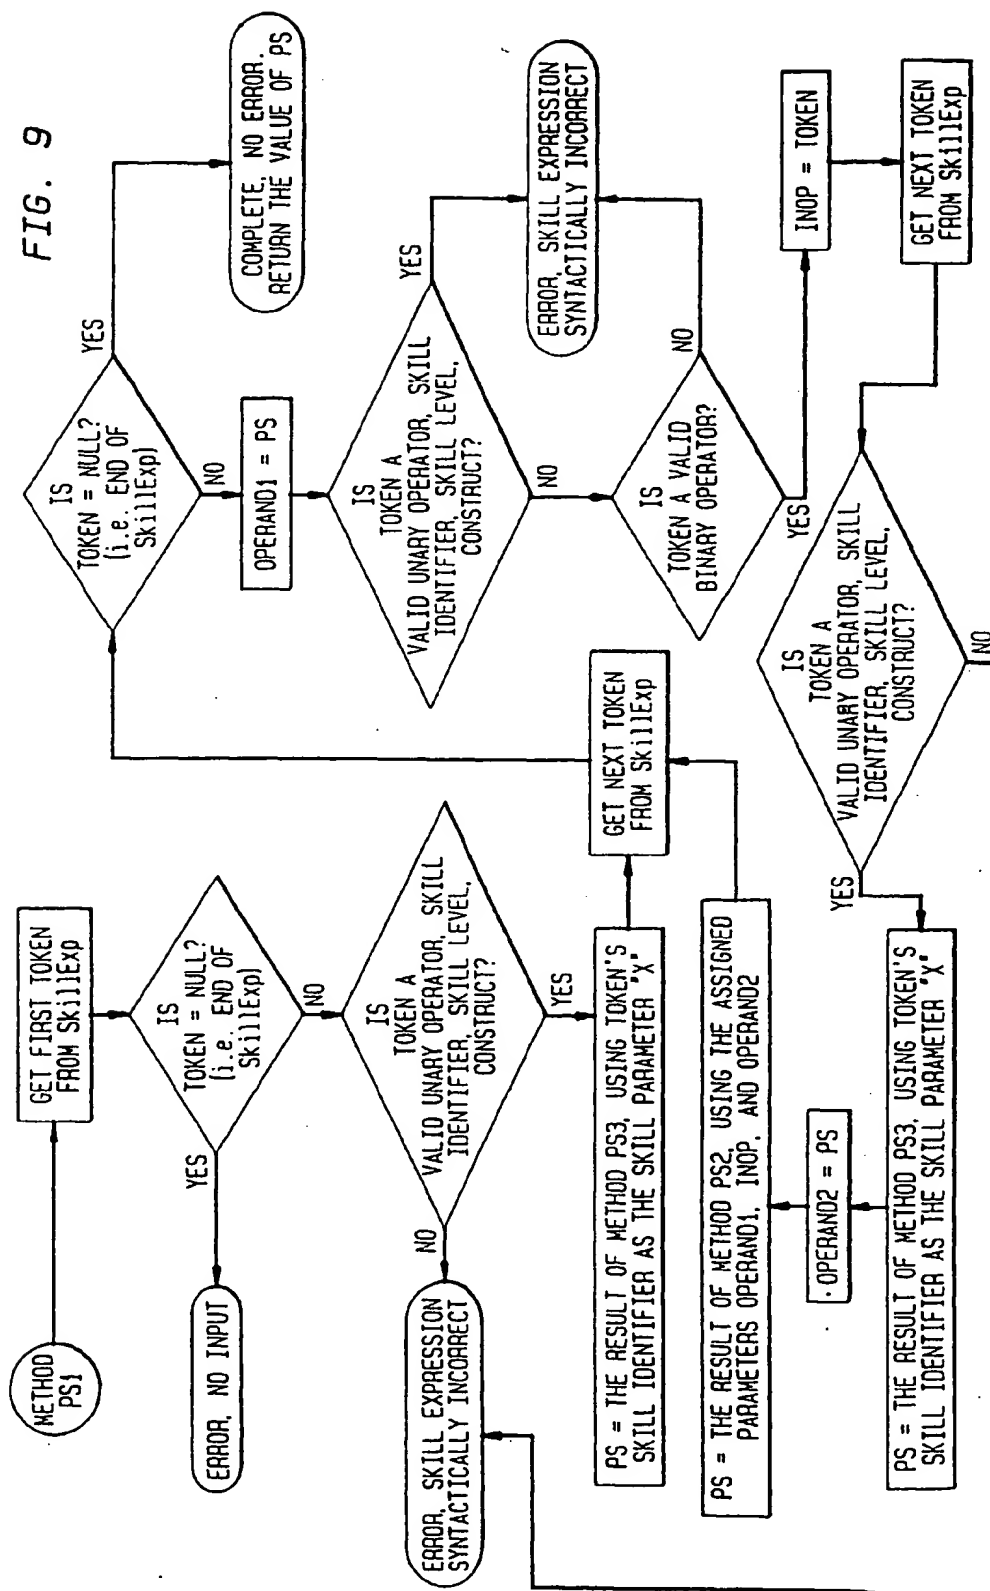 FIG. 9
METHOD
PS1
GET FIRST TOKEN
FROM SkillExp
IS
TOKEN = NULL?
(i.e. END OF
SkillExp)
YES
NO
ERROR, NO INPUT
IS
TOKEN A
VALID UNARY OPERATOR, SKILL
IDENTIFIER, SKILL LEVEL,
CONSTRUCT?
NO
YES
ERROR, SKILL EXPRESSION
SYNTACTICALLY INCORRECT
PS = THE RESULT OF METHOD PS3, USING TOKEN'S
SKILL IDENTIFIER AS THE SKILL PARAMETER "X"
GET NEXT TOKEN
FROM SkillExp
IS
TOKEN = NULL?
(i.e. END OF
SkillExp)
YES
NO
COMPLETE, NO ERROR.
RETURN THE VALUE OF PS
OPERAND1 = PS
IS
TOKEN A
VALID UNARY OPERATOR, SKILL
IDENTIFIER, SKILL LEVEL,
CONSTRUCT?
YES
NO
ERROR, SKILL EXPRESSION
SYNTACTICALLY INCORRECT
IS
TOKEN A VALID
BINARY OPERATOR?
NO
YES
INOP = TOKEN
GET NEXT TOKEN
FROM SkillExp
IS
TOKEN A
VALID UNARY OPERATOR, SKILL
IDENTIFIER, SKILL LEVEL,
CONSTRUCT?
YES
NO
PS = THE RESULT OF METHOD PS3, USING TOKEN'S
SKILL IDENTIFIER AS THE SKILL PARAMETER "X"
OPERAND2 = PS
PS = THE RESULT OF METHOD PS2, USING THE ASSIGNED
PARAMETERS OPERAND1, INOP, AND OPERAND2